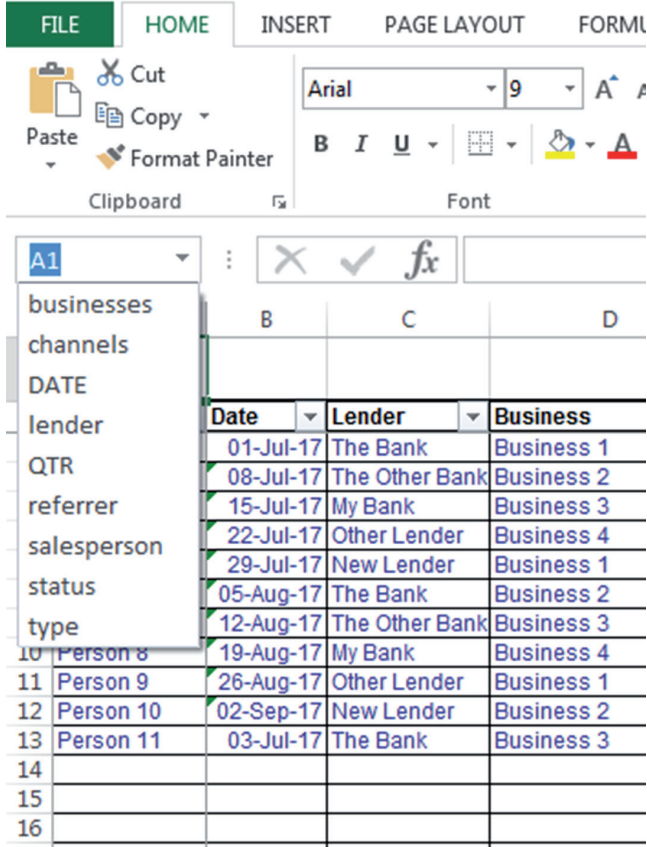 FILE HOME INSERT PAGE LAYOUT FORMU
Cut
Copy
Paste
Format Painter
Clipboard
Arial 9 A A
B I U A
Font
A1 fx
businesses
channels
DATE
lender
QTR
referrer
salesperson
status
type
B C D
Date Lender Business
01-Jul-17 The Bank Business 1
08-Jul-17 The Other Bank Business 2
15-Jul-17 My Bank Business 3
22-Jul-17 Other Lender Business 4
29-Jul-17 New Lender Business 1
05-Aug-17 The Bank Business 2
12-Aug-17 The Other Bank Business 3
10 Person 8 19-Aug-17 My Bank Business 4
11 Person 9 26-Aug-17 Other Lender Business 1
12 Person 10 02-Sep-17 New Lender Business 2
13 Person 11 03-Jul-17 The Bank Business 3
14
15
16